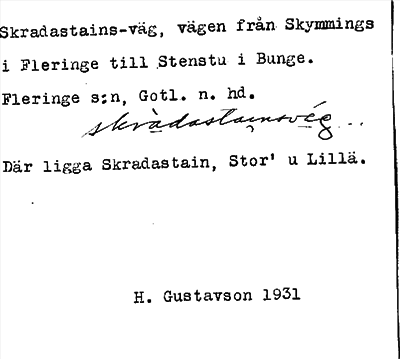 Skradastains-väg, vägen från Skymmings
i Fleringe till Stenstu i Bunge.
Fleringe s:n, Gotl. n. hd.
skràdastainsvég ..
Där ligga Skradastain, Stor' u Lillä.
H. Gustavson 1931